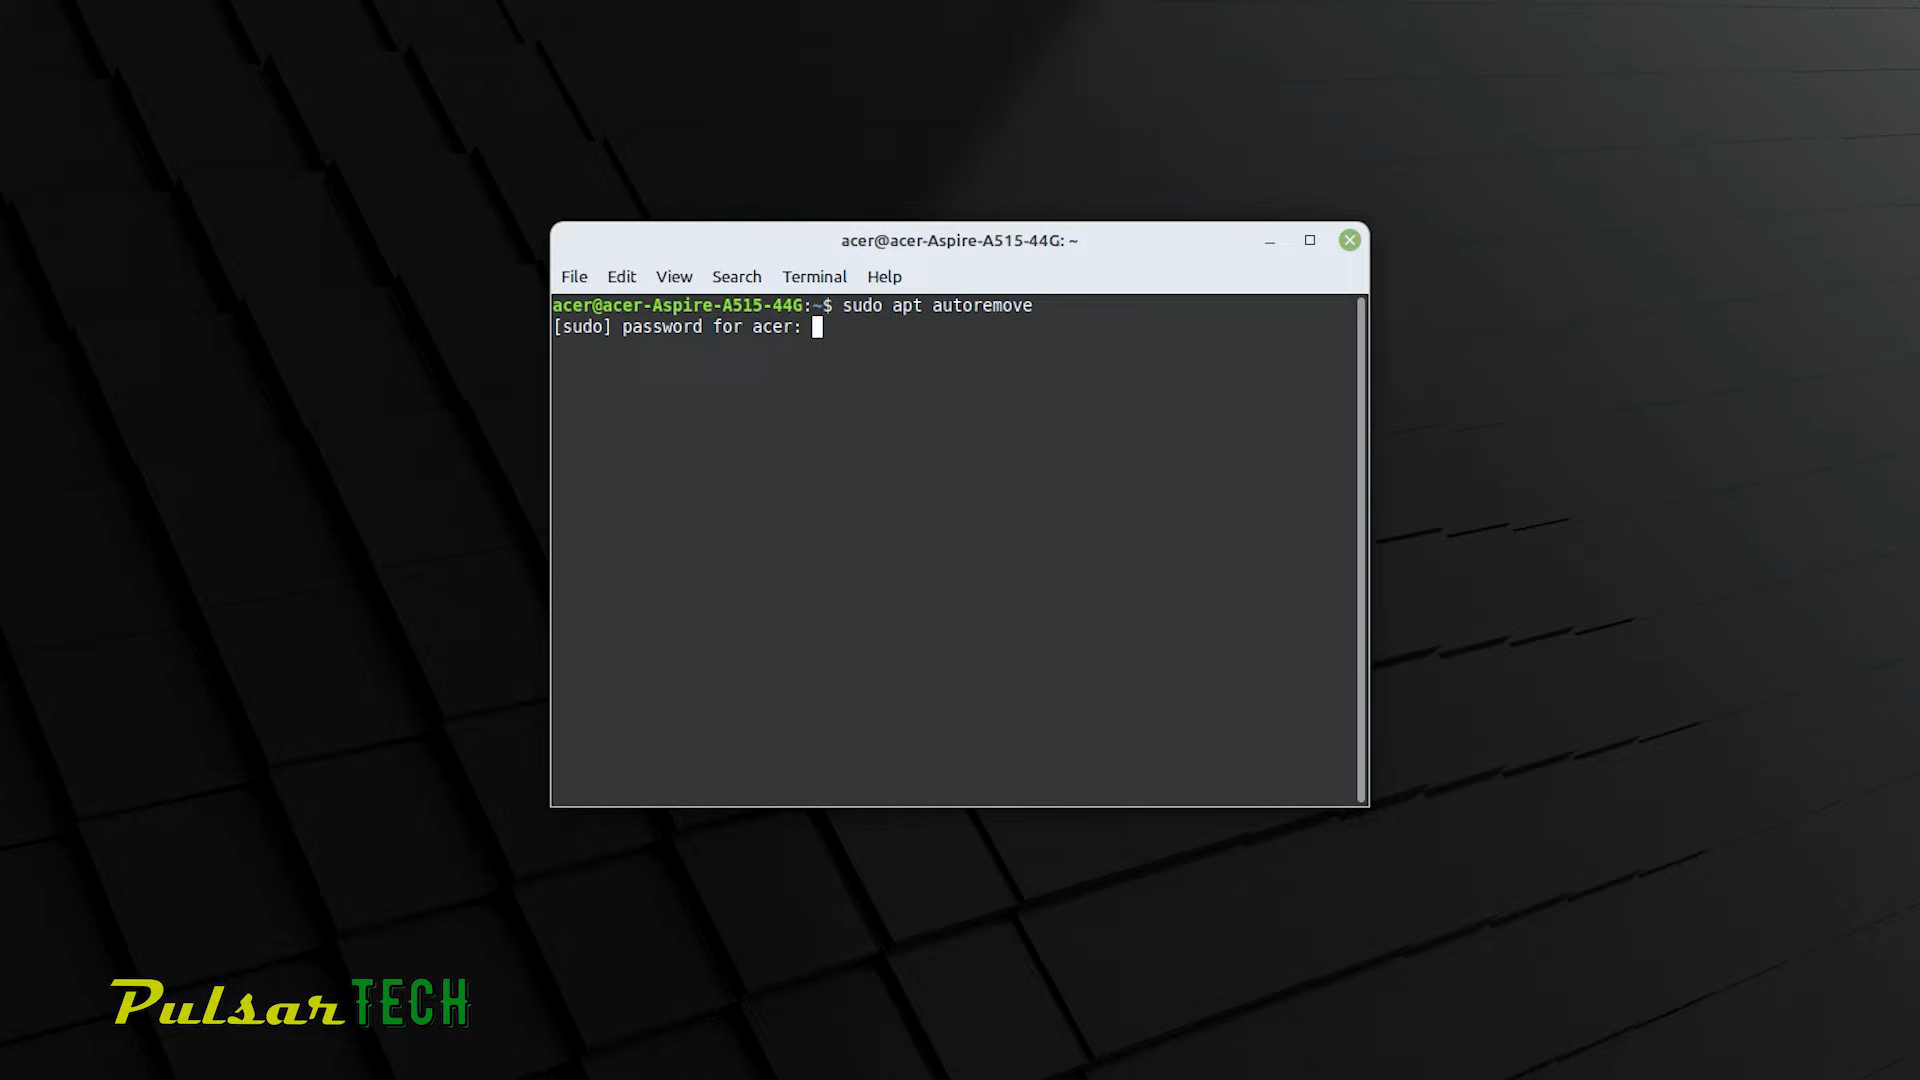 acer@acer-Aspire-A515-44G: ~
File Edit View Search Terminal Help
acer@acer-Aspire-A515-44G:~$ sudo apt autoremove
[sudo] password for acer:
PulsarTECH